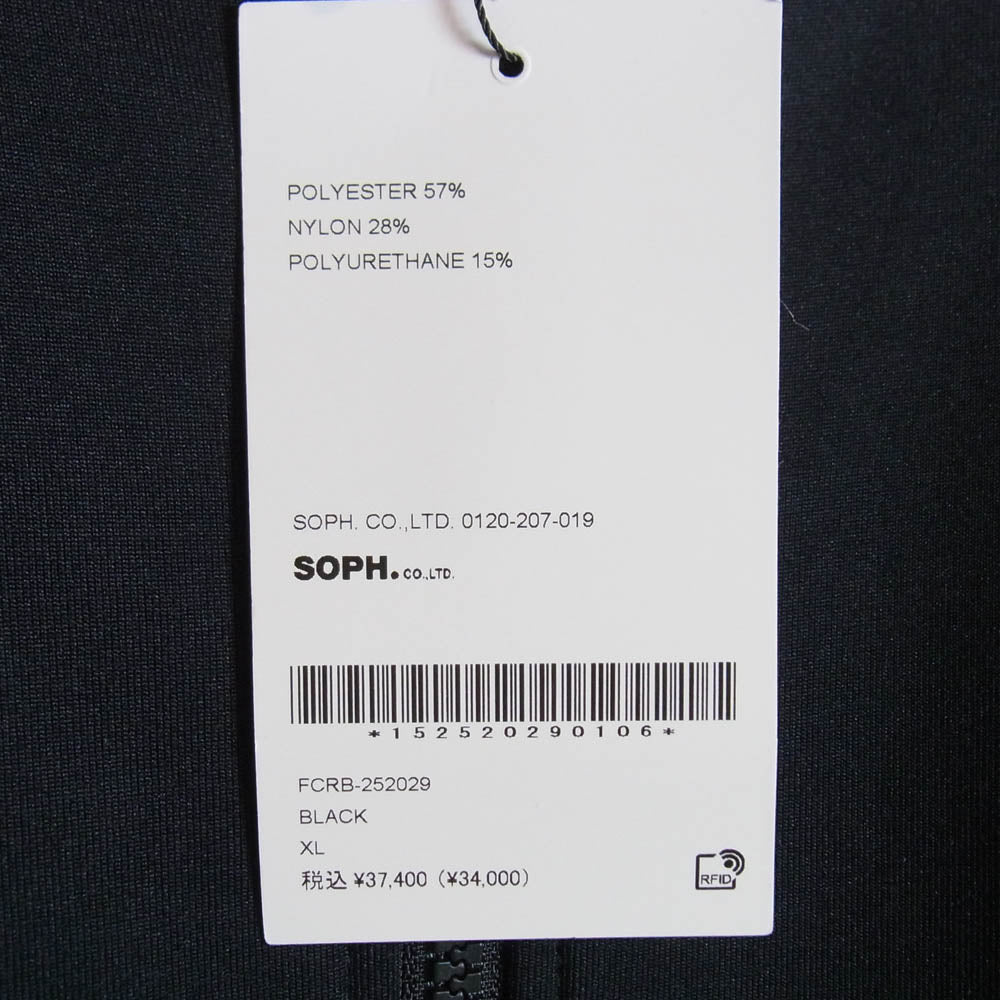 POLYESTER 57%
NYLON 28%
POLYURETHANE 15%
SOPH. CO.,LTD. 0120-207-019
SOPH. CO.,LTD.
*152520290106*
FCRB-252029
BLACK
XL
税込 ¥37,400 (¥34,000)
RFID